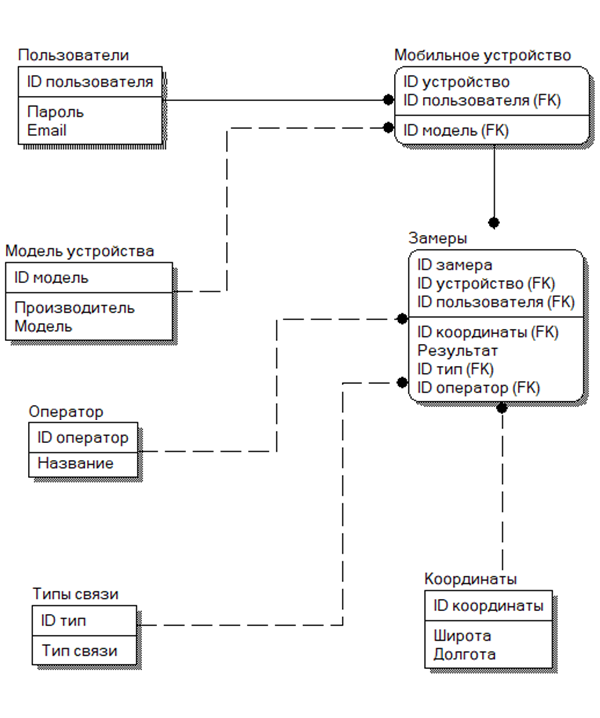 Пользователи
ID пользователя
Пароль
Email
Мобильное устройство
ID устройство
ID пользователя (FK)
ID модель (FK)
Модель устройства
ID модель
Производитель
Модель
Замеры
ID замера
ID устройство (FK)
ID пользователя (FK)
ID координаты (FK)
Результат
ID тип (FK)
ID оператор (FK)
Оператор
ID оператор
Название
Типы связи
ID тип
Тип связи
Координаты
ID координаты
Широта
Долгота